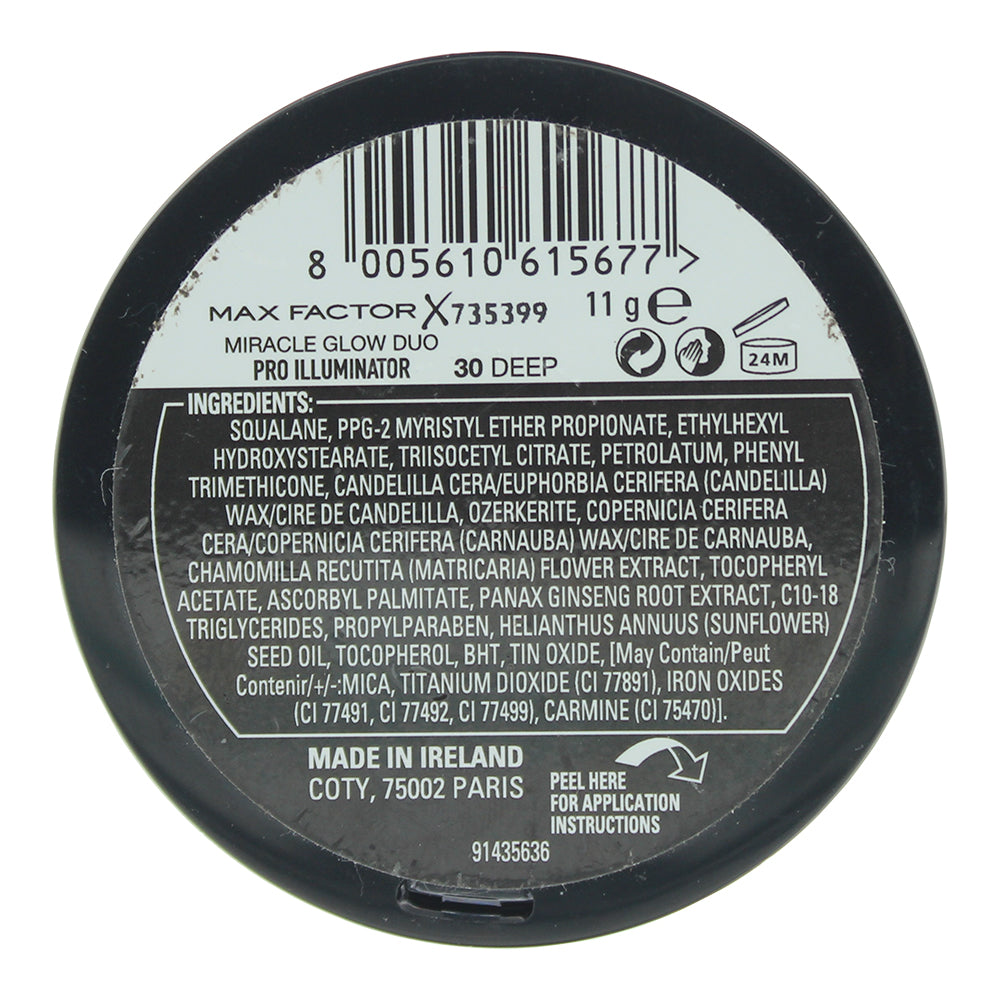 8 005610 615677 >
MAX FACTOR X 735399 11 g ℮
MIRACLE GLOW DUO
PRO ILLUMINATOR 30 DEEP 24M
INGREDIENTS:
SQUALANE, PPG-2 MYRISTYL ETHER PROPIONATE, ETHYLHEXYL
HYDROXYSTEARATE, TRIISOCETYL CITRATE, PETROLATUM, PHENYL
TRIMETHICONE, CANDELILLA CERA/EUPHORBIA CERIFERA (CANDELILLA)
WAX/CIRE DE CANDELILLA, OZERKERITE, COPERNICIA CERIFERA
CERA/COPERNICIA CERIFERA (CARNAUBA) WAX/CIRE DE CARNAUBA,
CHAMOMILLA RECUTITA (MATRICARIA) FLOWER EXTRACT, TOCOPHERYL
ACETATE, ASCORBYL PALMITATE, PANAX GINSENG ROOT EXTRACT, C10-18
TRIGLYCERIDES, PROPYLPARABEN, HELIANTHUS ANNUUS (SUNFLOWER)
SEED OIL, TOCOPHEROL, BHT, TIN OXIDE, [May Contain/Peut
Contenir/+/-:MICA, TITANIUM DIOXIDE (CI 77891), IRON OXIDES
(CI 77491, CI 77492, CI 77499), CARMINE (CI 75470)].
MADE IN IRELAND
COTY, 75002 PARIS
PEEL HERE
FOR APPLICATION
INSTRUCTIONS
91435636